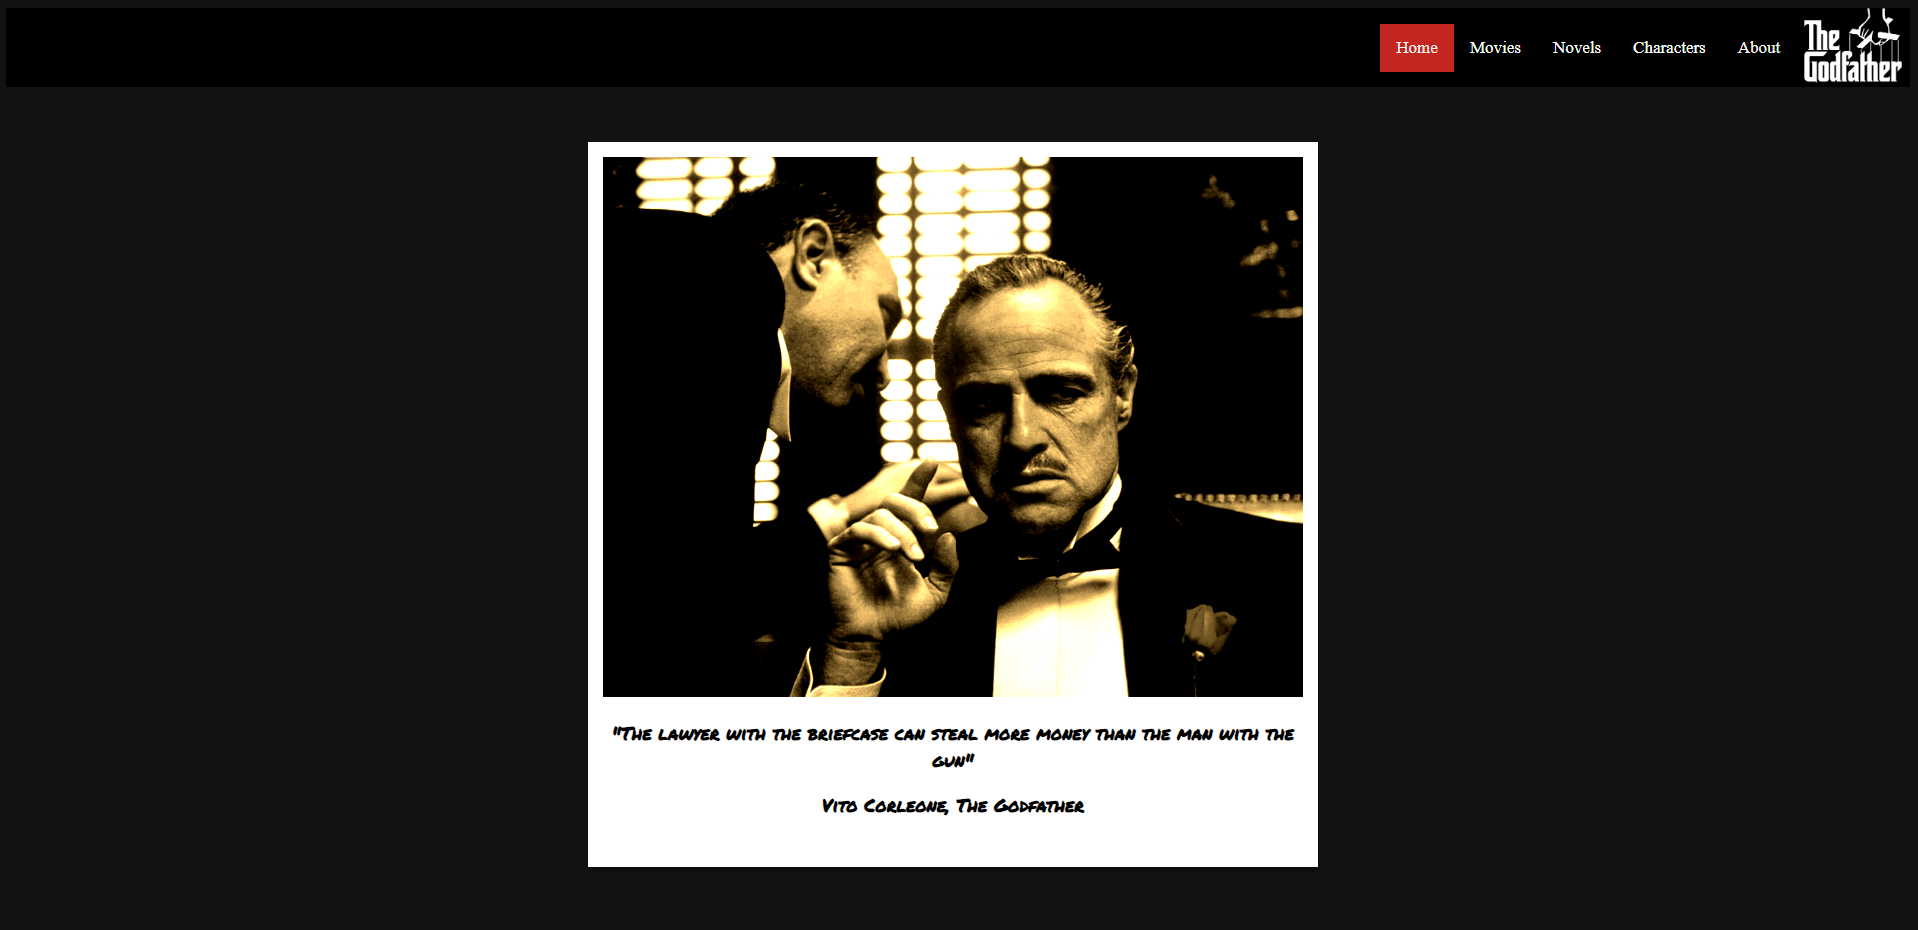 Home Movies Novels Characters About
The
Godfather
"The lawyer with the briefcase can steal more money than the man with the
gun"
Vito Corleone, The Godfather